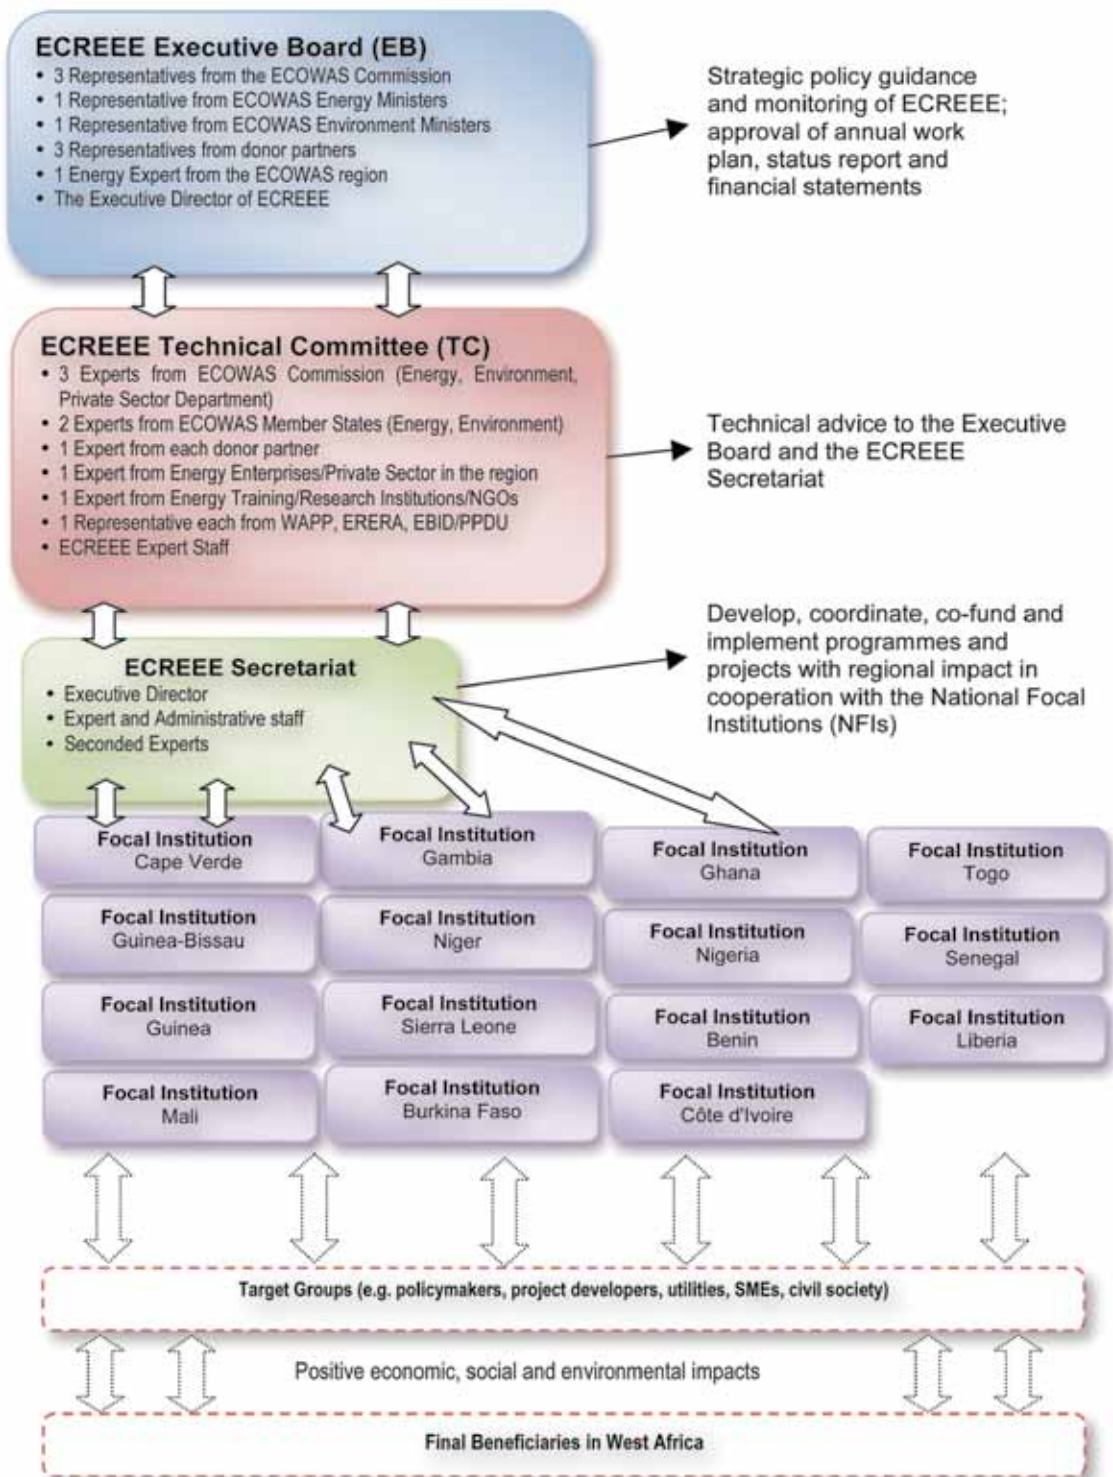 ECREEE Executive Board (EB)
• 3 Representatives from the ECOWAS Commission
• 1 Representative from ECOWAS Energy Ministers
• 1 Representative from ECOWAS Environment Ministers
• 3 Representatives from donor partners
• 1 Energy Expert from the ECOWAS region
• The Executive Director of ECREEE
Strategic policy guidance
and monitoring of ECREEE;
approval of annual work
plan, status report and
financial statements
ECREEE Technical Committee (TC)
• 3 Experts from ECOWAS Commission (Energy, Environment,
Private Sector Department)
• 2 Experts from ECOWAS Member States (Energy, Environment)
• 1 Expert from each donor partner
• 1 Expert from Energy Enterprises/Private Sector in the region
• 1 Expert from Energy Training/Research Institutions/NGOs
• 1 Representative each from WAPP, ERERA, EBID/PPDU
• ECREEE Expert Staff
Technical advice to the Executive
Board and the ECREEE
Secretariat
ECREEE Secretariat
• Executive Director
• Expert and Administrative staff
• Seconded Experts
Develop, coordinate, co-fund and
implement programmes and
projects with regional impact in
cooperation with the National Focal
Institutions (NFIs)
Focal Institution
Cape Verde
Focal Institution
Gambia
Focal Institution
Ghana
Focal Institution
Togo
Focal Institution
Guinea-Bissau
Focal Institution
Niger
Focal Institution
Nigeria
Focal Institution
Senegal
Focal Institution
Guinea
Focal Institution
Sierra Leone
Focal Institution
Benin
Focal Institution
Liberia
Focal Institution
Mali
Focal Institution
Burkina Faso
Focal Institution
Côte d'Ivoire
Target Groups (e.g. policymakers, project developers, utilities, SMEs, civil society)
Positive economic, social and environmental impacts
Final Beneficiaries in West Africa